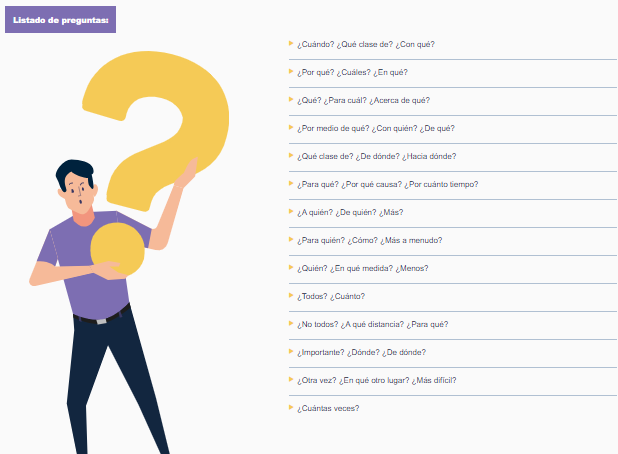 Listado de preguntas:
¿Cuándo? ¿Qué clase de? ¿Con qué?
¿Por qué? ¿Cuáles? ¿En qué?
¿Qué? ¿Para cuál? ¿Acerca de qué?
¿Por medio de qué? ¿Con quién? ¿De qué?
¿Qué clase de? ¿De dónde? ¿Hacia dónde?
¿Para qué? ¿Por qué causa? ¿Por cuánto tiempo?
¿A quién? ¿De quién? ¿Más?
¿Para quién? ¿Cómo? ¿Más a menudo?
¿Quién? ¿En qué medida? ¿Menos?
¿Todos? ¿Cuánto?
¿No todos? ¿A qué distancia? ¿Para qué?
¿Importante? ¿Dónde? ¿De dónde?
¿Otra vez? ¿En qué otro lugar? ¿Más difícil?
¿Cuántas veces?